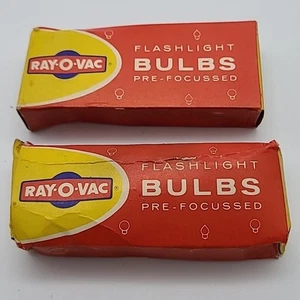 RAY-O-VAC
FLASHLIGHT
BULBS
PRE-FOCUSSED
RAY-O-VAC
FLASHLIGHT
BULBS
PRE-FOCUSSED